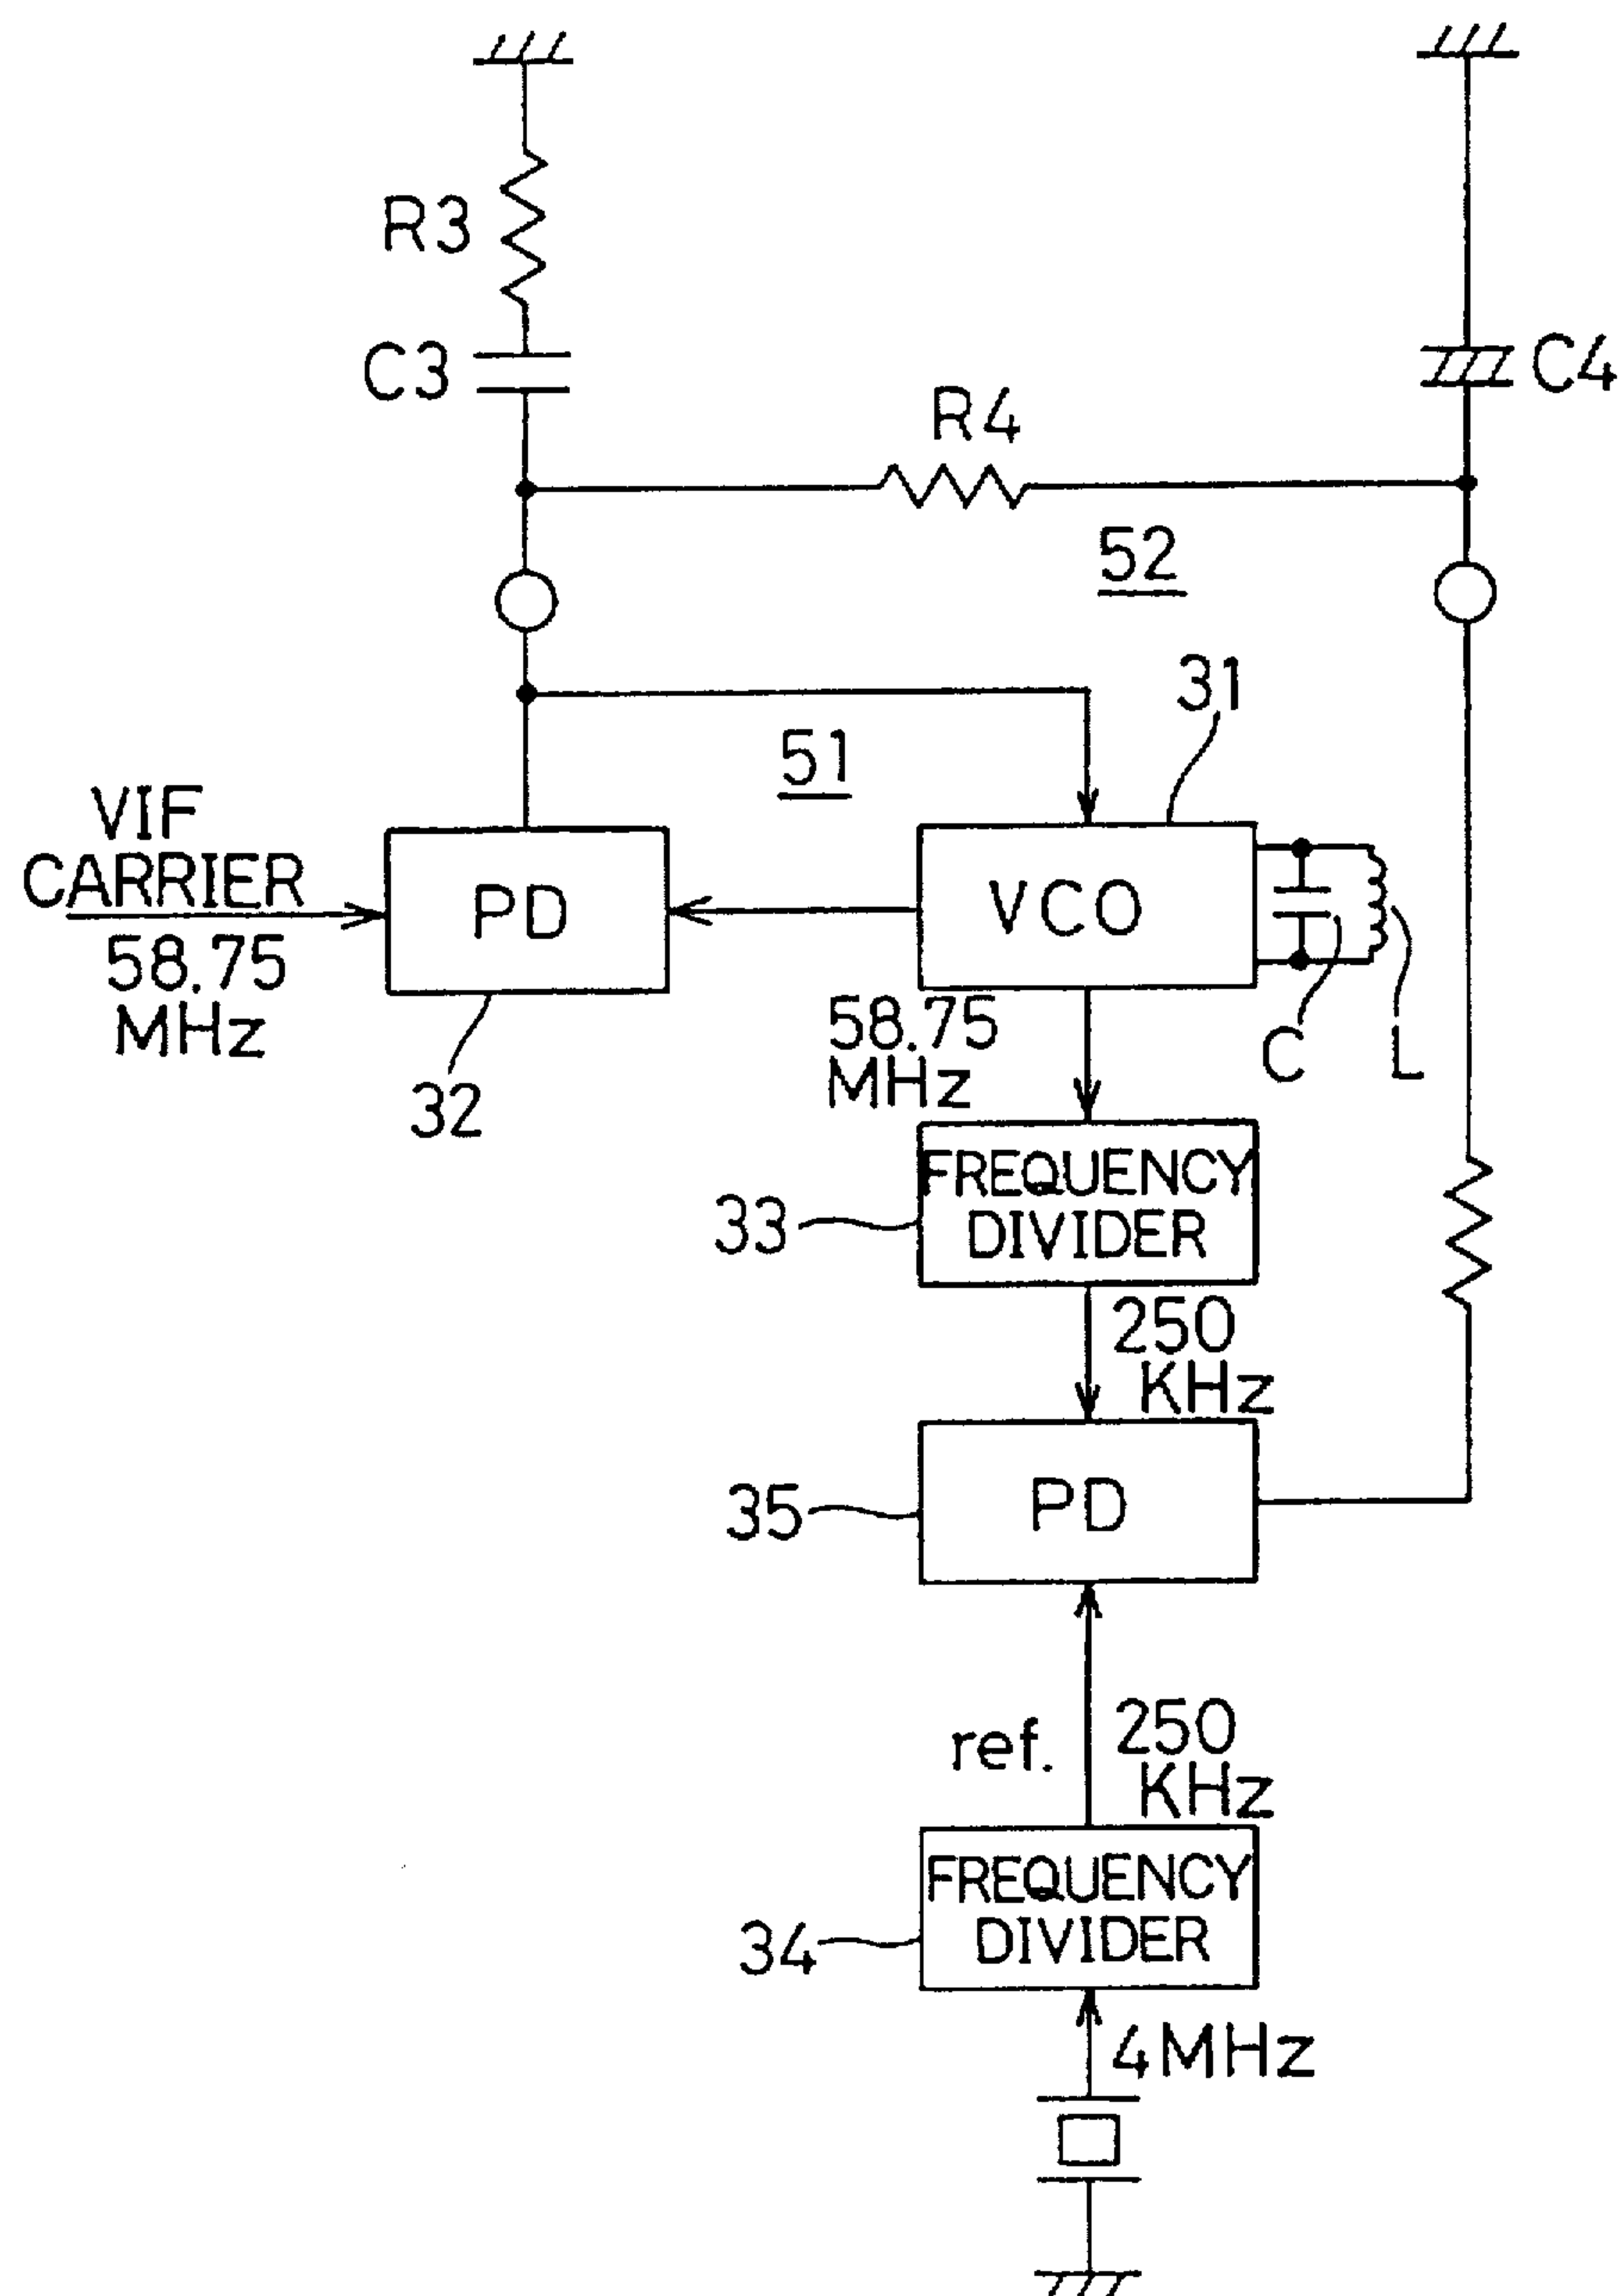 R3
C3
C4
R4
52
31
51
VIF
CARRIER
58.75
MHz
PD
VCO
32
58.75
MHz
C
L
FREQUENCY
DIVIDER
33
250
KHz
PD
35
ref.
250
KHz
FREQUENCY
DIVIDER
34
4MHz